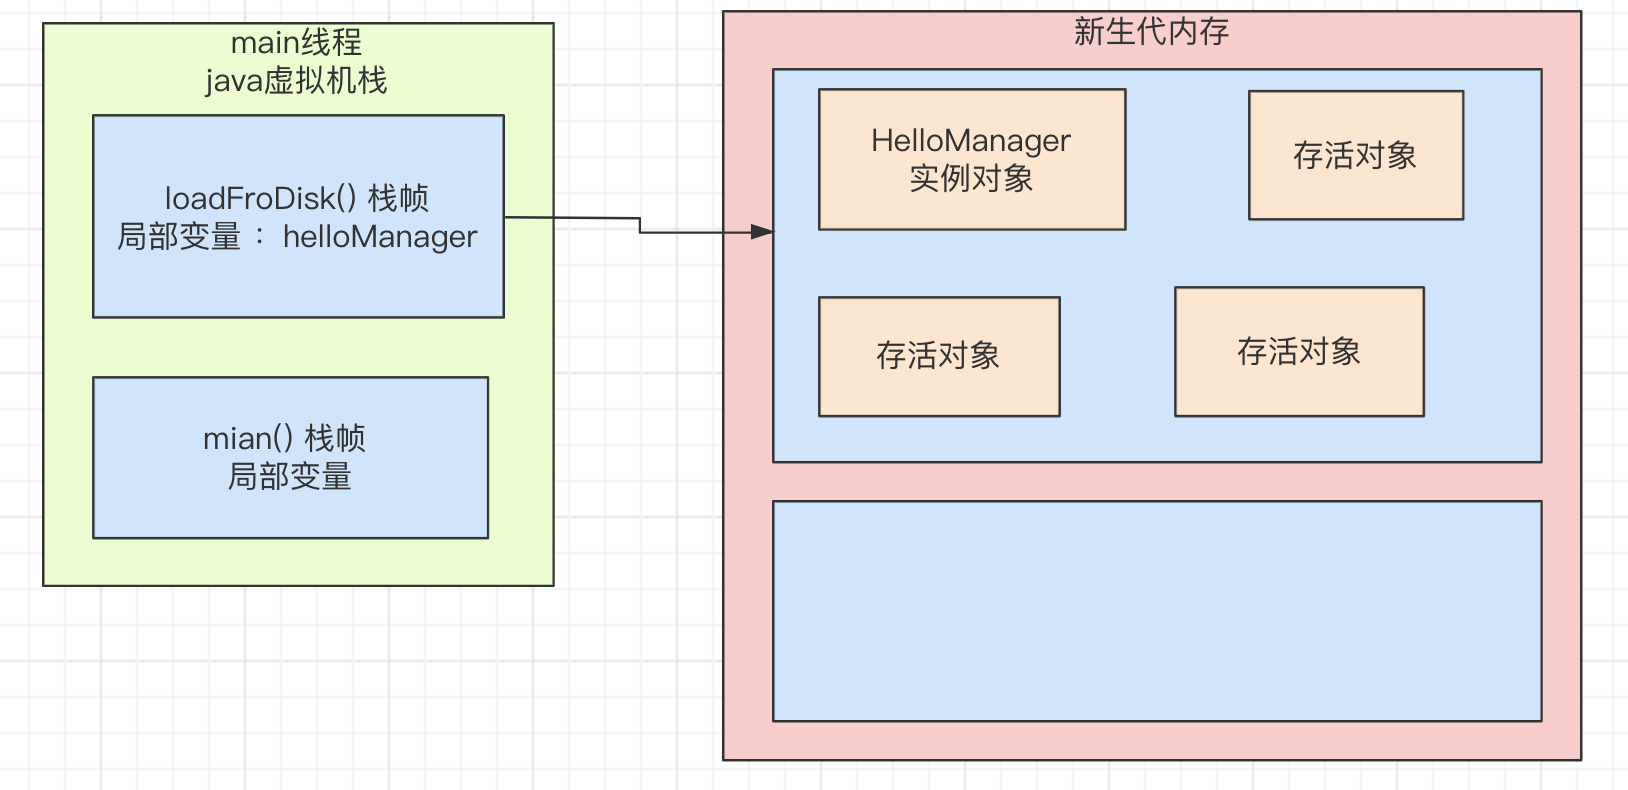 main线程
java虚拟机栈
loadFroDisk() 栈帧
局部变量 ： helloManager
mian() 栈帧
局部变量
新生代内存
HelloManager
实例对象
存活对象
存活对象
存活对象